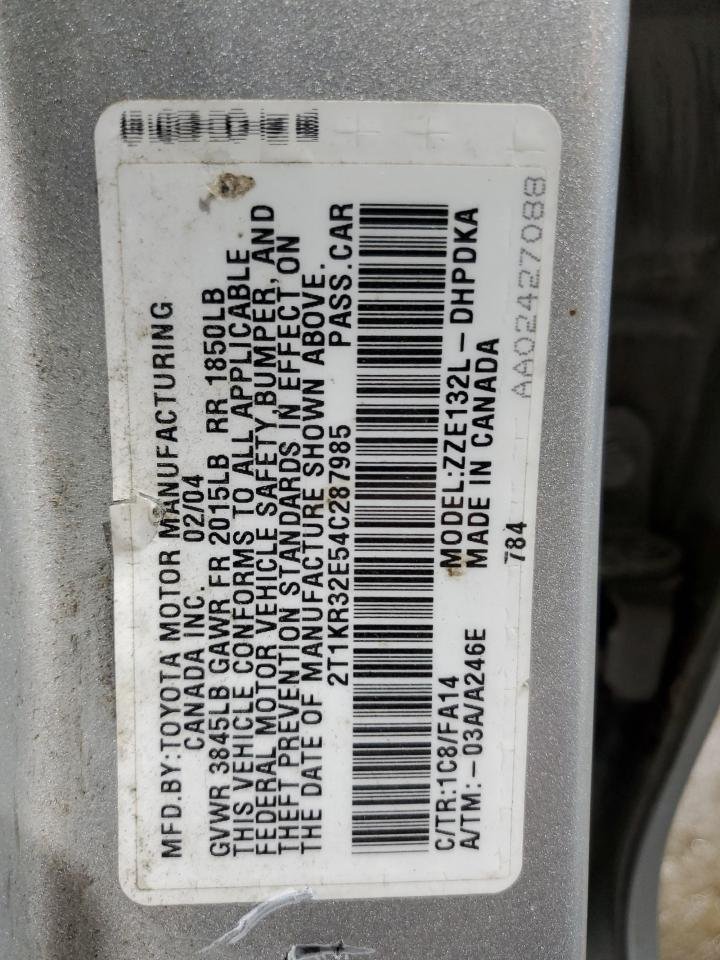 MFD.BY:TOYOTA MOTOR MANUFACTURING
CANADA INC. 02/04
GVWR 3845LB GAWR FR 2015LB RR 1850LB
THIS VEHICLE CONFORMS TO ALL APPLICABLE
FEDERAL MOTOR VEHICLE SAFETY,BUMPER, AND
THEFT PREVENTION STANDARDS IN EFFECT ON
THE DATE OF MANUFACTURE SHOWN ABOVE.
2T1KR32E54C287985 PASS.CAR
C/TR:1C8/FA14 MODEL:ZZE132L-DHPDKA
A/TM:-03A/A246E MADE IN CANADA
784
AA02427088